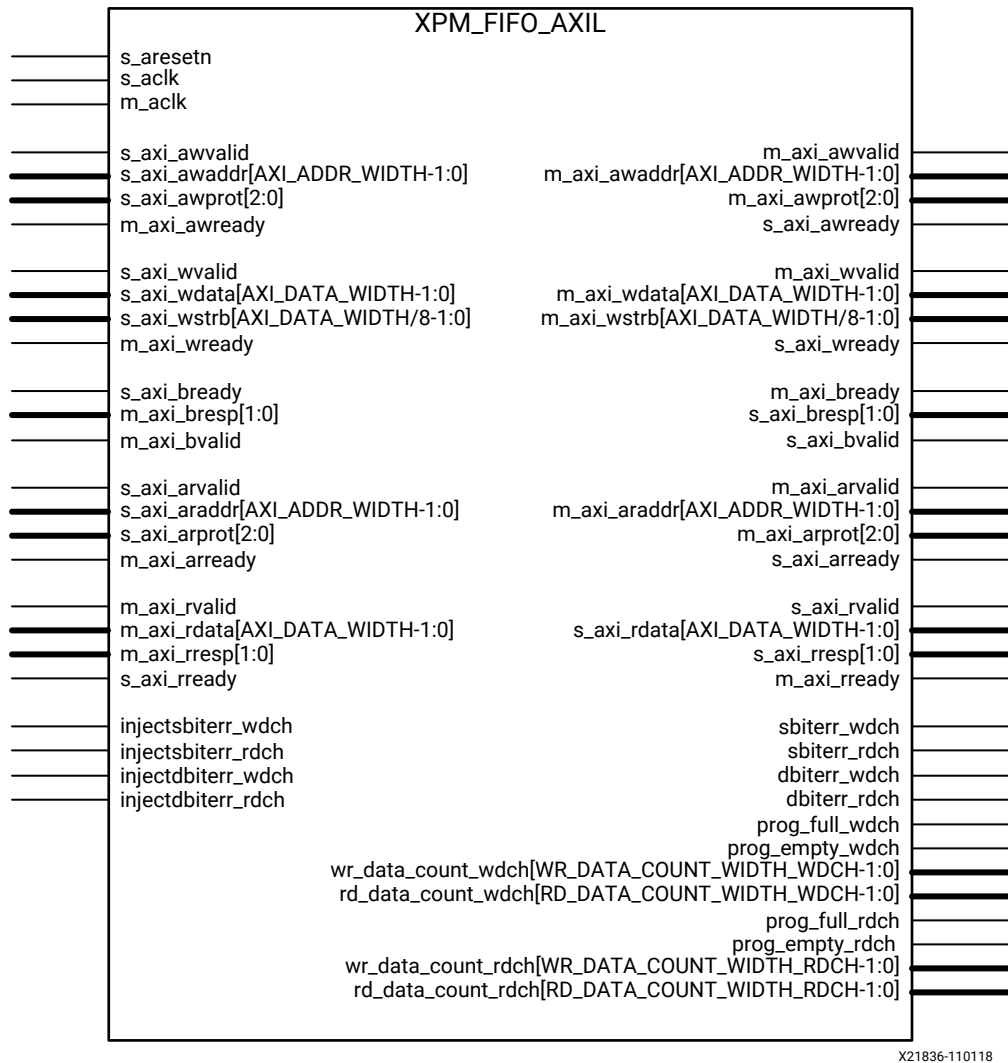 XPM_FIFO_AXIL
s_aresetn
s_aclk
m_aclk
s_axi_awvalid
m_axi_awvalid
s_axi_awaddr[AXI_ADDR_WIDTH-1:0]
m_axi_awaddr[AXI_ADDR_WIDTH-1:0]
s_axi_awprot[2:0]
m_axi_awprot[2:0]
m_axi_awready
s_axi_awready
s_axi_wvalid
m_axi_wvalid
s_axi_wdata[AXI_DATA_WIDTH-1:0]
m_axi_wdata[AXI_DATA_WIDTH-1:0]
s_axi_wstrb[AXI_DATA_WIDTH/8-1:0]
m_axi_wstrb[AXI_DATA_WIDTH/8-1:0]
m_axi_wready
s_axi_wready
s_axi_bready
m_axi_bready
m_axi_bresp[1:0]
s_axi_bresp[1:0]
m_axi_bvalid
s_axi_bvalid
s_axi_arvalid
m_axi_arvalid
s_axi_araddr[AXI_ADDR_WIDTH-1:0]
m_axi_araddr[AXI_ADDR_WIDTH-1:0]
s_axi_arprot[2:0]
m_axi_arprot[2:0]
m_axi_arready
s_axi_arready
m_axi_rvalid
s_axi_rvalid
m_axi_rdata[AXI_DATA_WIDTH-1:0]
s_axi_rdata[AXI_DATA_WIDTH-1:0]
m_axi_rresp[1:0]
s_axi_rresp[1:0]
s_axi_rready
m_axi_rready
injectsbiterr_wdch
sbiterr_wdch
injectsbiterr_rdch
sbiterr_rdch
injectdbiterr_wdch
dbiterr_wdch
injectdbiterr_rdch
dbiterr_rdch
prog_full_wdch
prog_empty_wdch
wr_data_count_wdch[WR_DATA_COUNT_WIDTH_WDCH-1:0]
rd_data_count_wdch[RD_DATA_COUNT_WIDTH_WDCH-1:0]
prog_full_rdch
prog_empty_rdch
wr_data_count_rdch[WR_DATA_COUNT_WIDTH_RDCH-1:0]
rd_data_count_rdch[RD_DATA_COUNT_WIDTH_RDCH-1:0]
X21836-110118